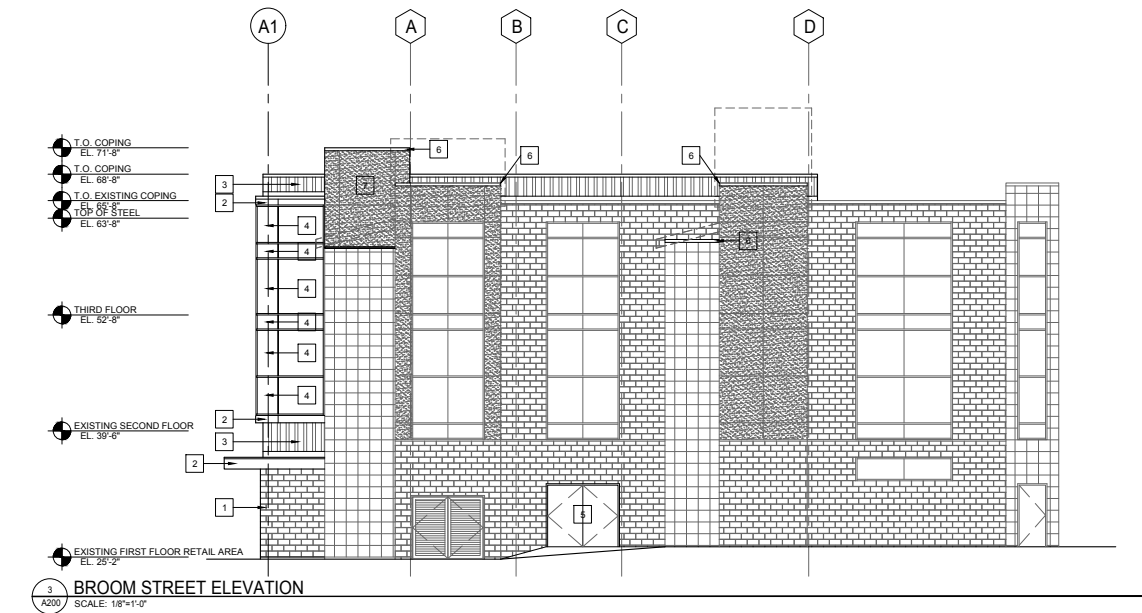 A1 A B C D
T.O. COPING
EL. 71'-8"
6
6
6
T.O. COPING
EL. 68'-8"
3
7
T.O. EXISTING COPING
EL. 65'-8"
2
TOP OF STEEL
EL. 63'-8"
4
4
4
THIRD FLOOR
EL. 52'-8"
4
4
4
2
EXISTING SECOND FLOOR
EL. 39'-6"
3
2
1
5
EXISTING FIRST FLOOR RETAIL AREA
EL. 25'-2"
3
A200
BROOM STREET ELEVATION
SCALE: 1/8"=1'-0"